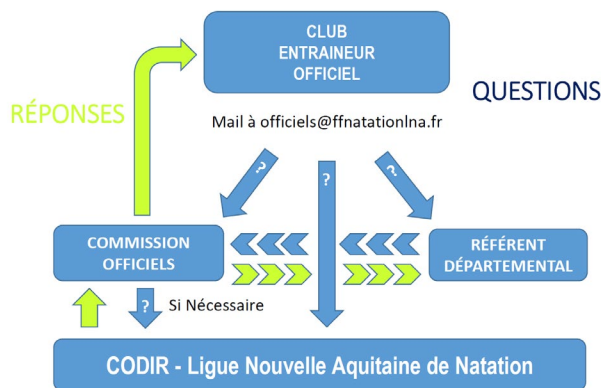 CLUB
ENTRAINEUR
OFFICIEL
RÉPONSES
QUESTIONS
Mail à officiels@ffnatationlna.fr
?
?
?
COMMISSION
OFFICIELS
RÉFÉRENT
DÉPARTEMENTAL
? Si Nécessaire
CODIR - Ligue Nouvelle Aquitaine de Natation